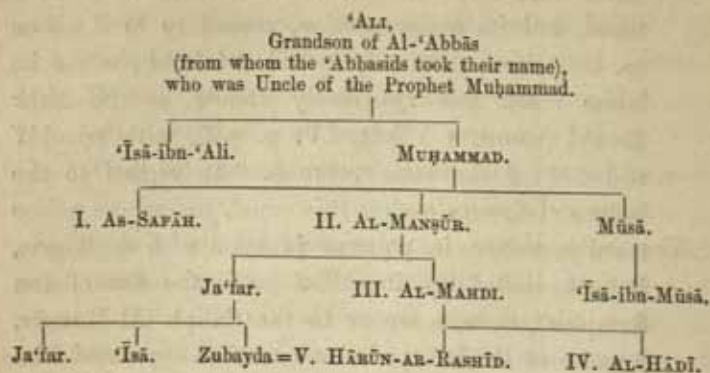 ‘ALI,
Grandson of Al-‘Abbās
(from whom the ‘Abbasids took their name),
who was Uncle of the Prophet Muḥammad.
‘Īsā-ibn-‘Ali. MUḤAMMAD.
I. AS-SAFĀḤ. II. AL-MANṢŪR. Mūsā.
Ja‘far. III. AL-MAHDI. ‘Īsā-ibn-Mūsā.
Ja‘far. ‘Īsā. Zubayda = V. HĀRŪN-AR-RASHĪD. IV. AL-HĀDĪ.